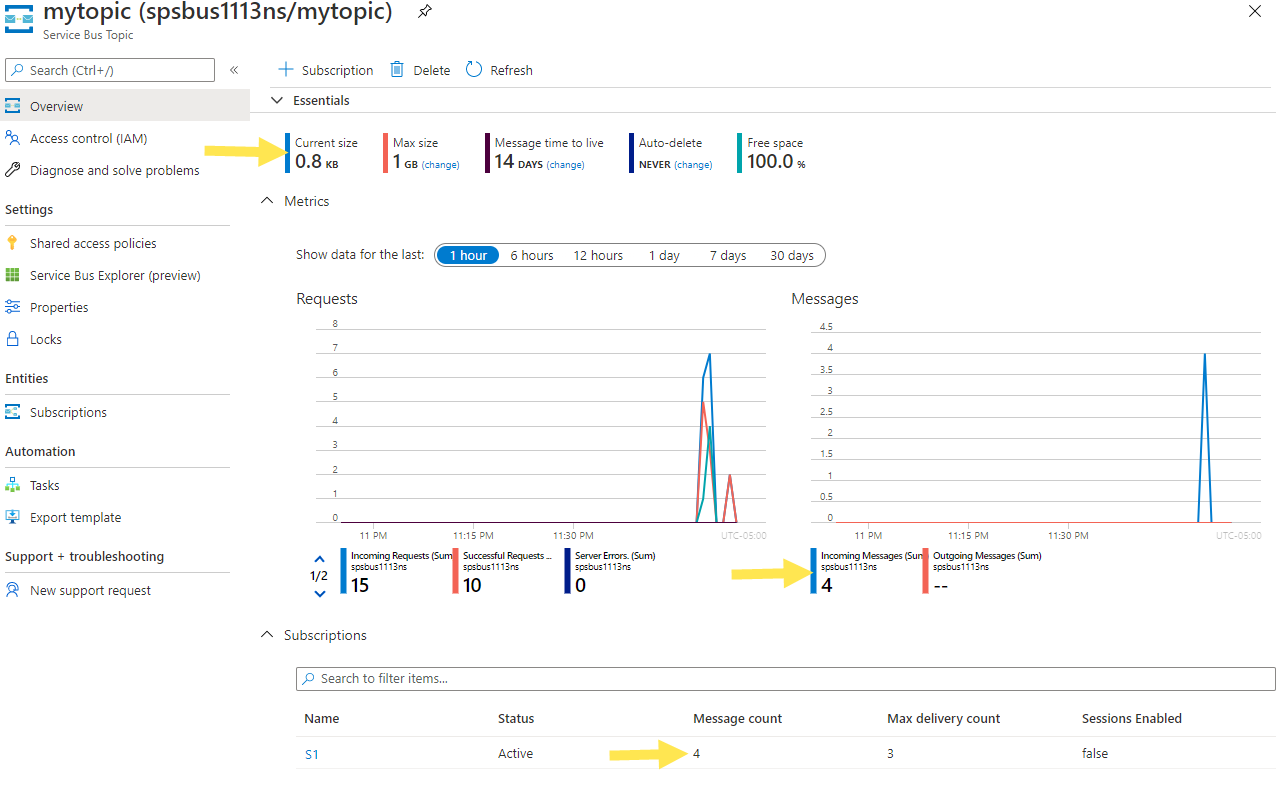 mytopic (spsbus1113ns/mytopic)
Service Bus Topic
Search (Ctrl+/)
«
Overview
Access control (IAM)
Diagnose and solve problems
Settings
Shared access policies
Service Bus Explorer (preview)
Properties
Locks
Entities
Subscriptions
Automation
Tasks
Export template
Support + troubleshooting
New support request
Subscription Delete Refresh
Essentials
Current size Max size Message time to live Auto-delete Free space
0.8 KB 1 GB (change) 14 DAYS (change) NEVER (change) 100.0 %
Metrics
Show data for the last: 1 hour 6 hours 12 hours 1 day 7 days 30 days
Requests
8
7
6
5
4
3
2
1
0
11 PM 11:15 PM 11:30 PM UTC-05:00
1/2
Incoming Requests (Sum)
spsbus1113ns
15
Successful Requests ...
spsbus1113ns
10
Server Errors. (Sum)
spsbus1113ns
0
Messages
4.5
4
3.5
3
2.5
2
1.5
1
0.5
0
11 PM 11:15 PM 11:30 PM UTC-05:00
Incoming Messages (Sum)
spsbus1113ns
4
Outgoing Messages (Sum)
spsbus1113ns
--
Subscriptions
Search to filter items...
Name Status Message count Max delivery count Sessions Enabled
S1 Active 4 3 false